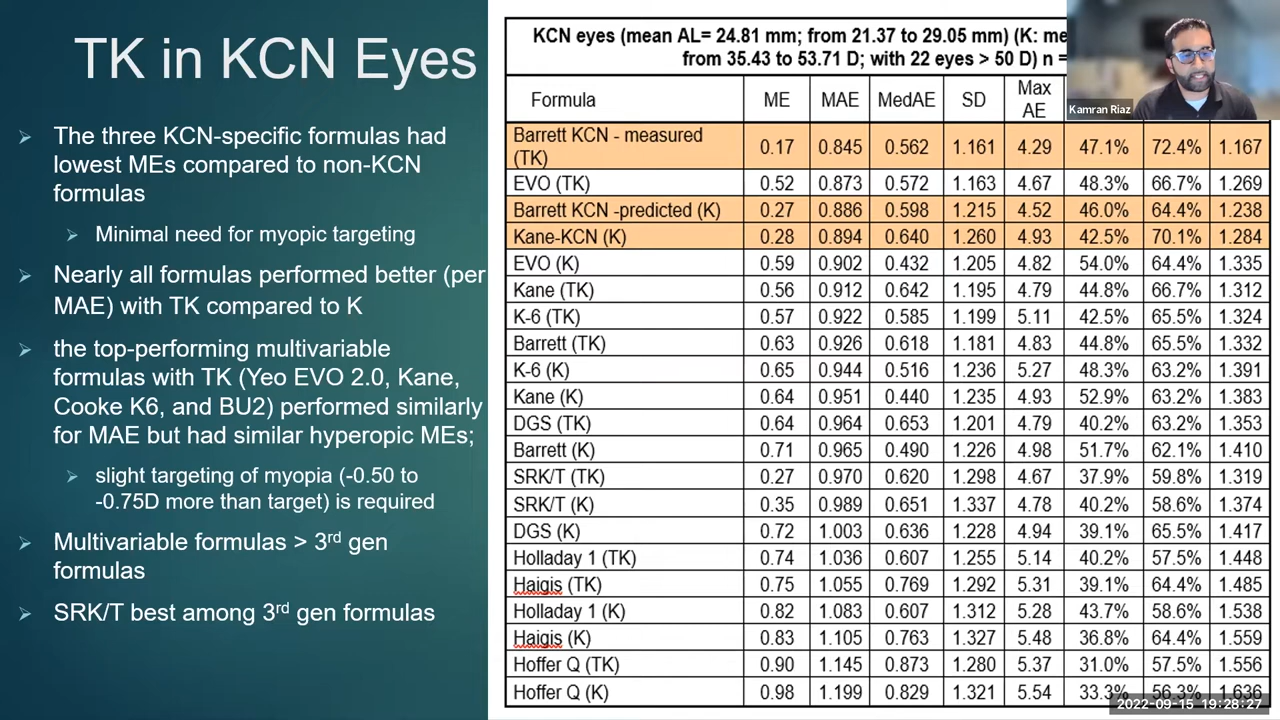 TK in KCN Eyes
The three KCN-specific formulas had
lowest MEs compared to non-KCN
formulas
Minimal need for myopic targeting
Nearly all formulas performed better (per
MAE) with TK compared to K
the top-performing multivariable
formulas with TK (Yeo EVO 2.0, Kane,
Cooke K6, and BU2) performed similarly
for MAE but had similar hyperopic MEs;
slight targeting of myopia (-0.50 to
-0.75D more than target) is required
Multivariable formulas > 3rd gen
formulas
SRK/T best among 3rd gen formulas
KCN eyes (mean AL= 24.81 mm; from 21.37 to 29.05 mm) (K:
from 35.43 to 53.71 D; with 22 eyes > 50 D) n =
Kamran Riaz
Formula ME MAE MedAE SD Max AE
Barrett KCN - measured (TK) 0.17 0.845 0.562 1.161 4.29 47.1% 72.4% 1.167
EVO (TK) 0.52 0.873 0.572 1.163 4.67 48.3% 66.7% 1.269
Barrett KCN -predicted (K) 0.27 0.886 0.598 1.215 4.52 46.0% 64.4% 1.238
Kane-KCN (K) 0.28 0.894 0.640 1.260 4.93 42.5% 70.1% 1.284
EVO (K) 0.59 0.902 0.432 1.205 4.82 54.0% 64.4% 1.335
Kane (TK) 0.56 0.912 0.642 1.195 4.79 44.8% 66.7% 1.312
K-6 (TK) 0.57 0.922 0.585 1.199 5.11 42.5% 65.5% 1.324
Barrett (TK) 0.63 0.926 0.618 1.181 4.83 44.8% 65.5% 1.332
K-6 (K) 0.65 0.944 0.516 1.236 5.27 48.3% 63.2% 1.391
Kane (K) 0.64 0.951 0.440 1.235 4.93 52.9% 63.2% 1.383
DGS (TK) 0.64 0.964 0.653 1.201 4.79 40.2% 63.2% 1.353
Barrett (K) 0.71 0.965 0.490 1.226 4.98 51.7% 62.1% 1.410
SRK/T (TK) 0.27 0.970 0.620 1.298 4.67 37.9% 59.8% 1.319
SRK/T (K) 0.35 0.989 0.651 1.337 4.78 40.2% 58.6% 1.374
DGS (K) 0.72 1.003 0.636 1.228 4.94 39.1% 65.5% 1.417
Holladay 1 (TK) 0.74 1.036 0.607 1.255 5.14 40.2% 57.5% 1.448
Haigis (TK) 0.75 1.055 0.769 1.292 5.31 39.1% 64.4% 1.485
Holladay 1 (K) 0.82 1.083 0.607 1.312 5.28 43.7% 58.6% 1.538
Haigis (K) 0.83 1.105 0.763 1.327 5.48 36.8% 64.4% 1.559
Hoffer Q (TK) 0.90 1.145 0.873 1.280 5.37 31.0% 57.5% 1.556
Hoffer Q (K) 0.98 1.199 0.829 1.321 5.54 33.3% 56.3% 1.636
2022-09-15 19:28:27